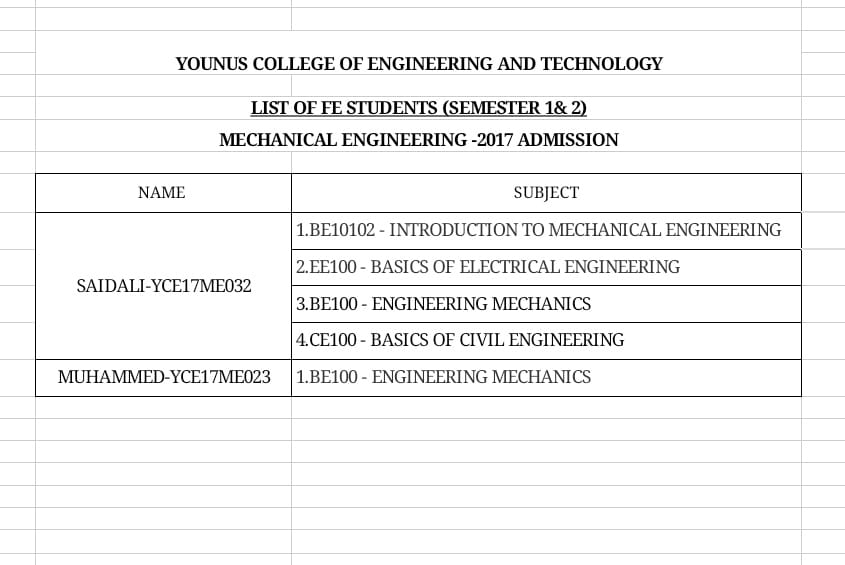 YOUNUS COLLEGE OF ENGINEERING AND TECHNOLOGY
LIST OF FE STUDENTS (SEMESTER 1& 2)
MECHANICAL ENGINEERING -2017 ADMISSION
NAME SUBJECT
SAIDALI-YCE17ME032
1.BE10102 - INTRODUCTION TO MECHANICAL ENGINEERING
2.EE100 - BASICS OF ELECTRICAL ENGINEERING
3.BE100 - ENGINEERING MECHANICS
4.CE100 - BASICS OF CIVIL ENGINEERING
MUHAMMED-YCE17ME023 1.BE100 - ENGINEERING MECHANICS